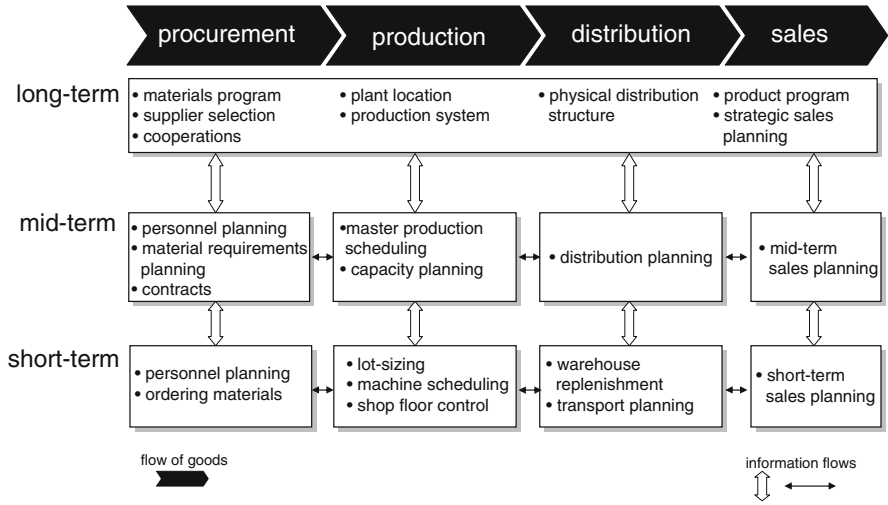 procurement
production
distribution
sales
long-term
• materials program
• supplier selection
• cooperations
• plant location
• production system
• physical distribution
structure
• product program
• strategic sales
planning
mid-term
• personnel planning
• material requirements
planning
• contracts
•master production
scheduling
• capacity planning
• distribution planning
• mid-term
sales planning
short-term
• personnel planning
• ordering materials
• lot-sizing
• machine scheduling
• shop floor control
• warehouse
replenishment
• transport planning
• short-term
sales planning
flow of goods
information flows